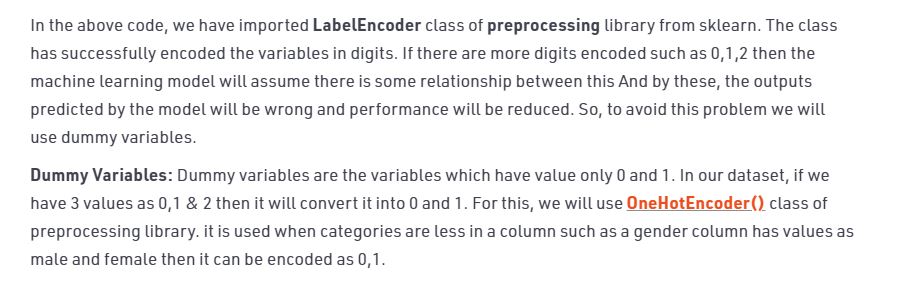 In the above code, we have imported LabelEncoder class of preprocessing library from sklearn. The class
has successfully encoded the variables in digits. If there are more digits encoded such as 0,1,2 then the
machine learning model will assume there is some relationship between this And by these, the outputs
predicted by the model will be wrong and performance will be reduced. So, to avoid this problem we will
use dummy variables.
Dummy Variables: Dummy variables are the variables which have value only 0 and 1. In our dataset, if we
have 3 values as 0,1 & 2 then it will convert it into 0 and 1. For this, we will use OneHotEncoder() class of
preprocessing library. it is used when categories are less in a column such as a gender column has values as
male and female then it can be encoded as 0,1.